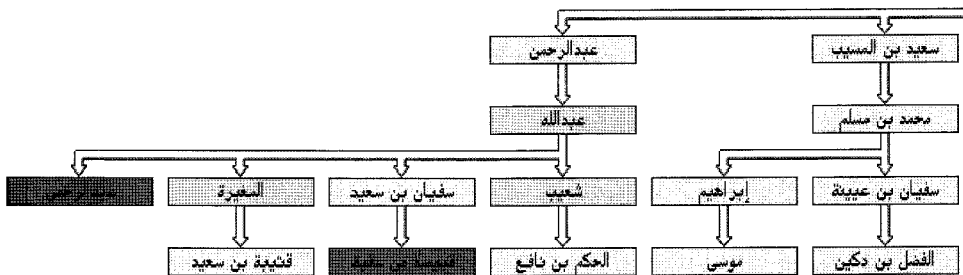 سعيد بن المسيب
عبدالرحمن
محمد بن مسلم
عبدالله
سفيان بن عيينة
إبراهيم
شعيب
سفيان بن سعيد
المغيرة
الفضل بن دكين
موسى
الحكم بن نافع
قتيبة بن سعيد